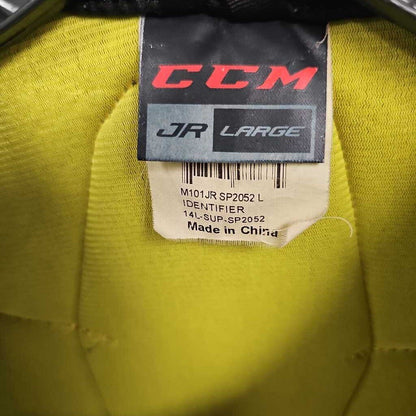 CCM
JR LARGE
M101JR SP2052 L
IDENTIFIER
14L-SUP-SP2052
Made in China